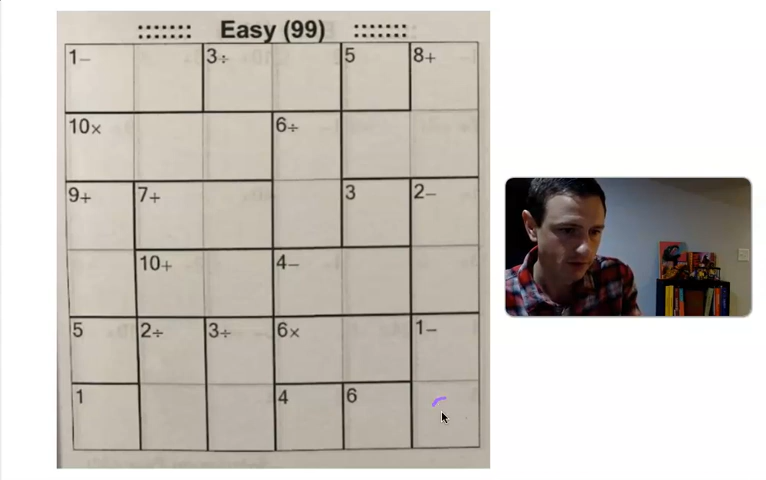 Easy (99)
1− 3÷ 5 8+
10× 6÷
9+ 7+ 3 2−
10+ 4−
5 2÷ 3÷ 6× 1−
1 4 6